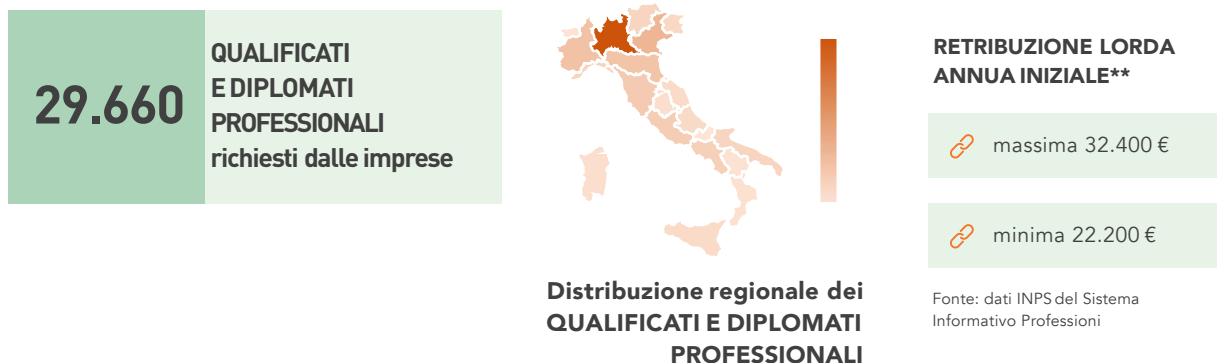 29.660
QUALIFICATI
E DIPLOMATI
PROFESSIONALI
richiesti dalle imprese
Distribuzione regionale dei
QUALIFICATI E DIPLOMATI
PROFESSIONALI
RETRIBUZIONE LORDA
ANNUA INIZIALE**
massima 32.400 €
minima 22.200 €
Fonte: dati INPS del Sistema
Informativo Professioni